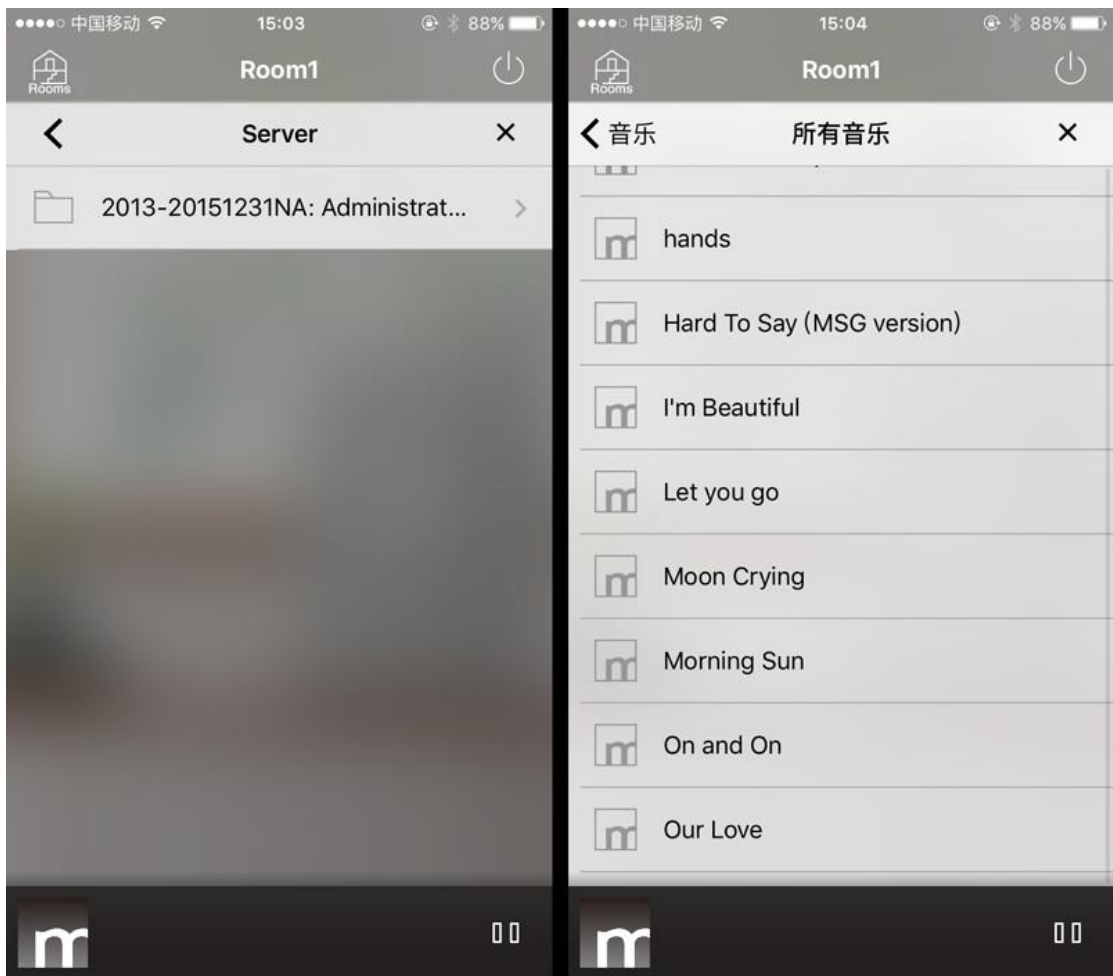 中国移动 15:03 88%
Rooms Room1
Server
2013-20151231NA: Administrat...
m
中国移动 15:04 88%
Rooms Room1
音乐 所有音乐
m hands
m Hard To Say (MSG version)
m I'm Beautiful
m Let you go
m Moon Crying
m Morning Sun
m On and On
m Our Love
m